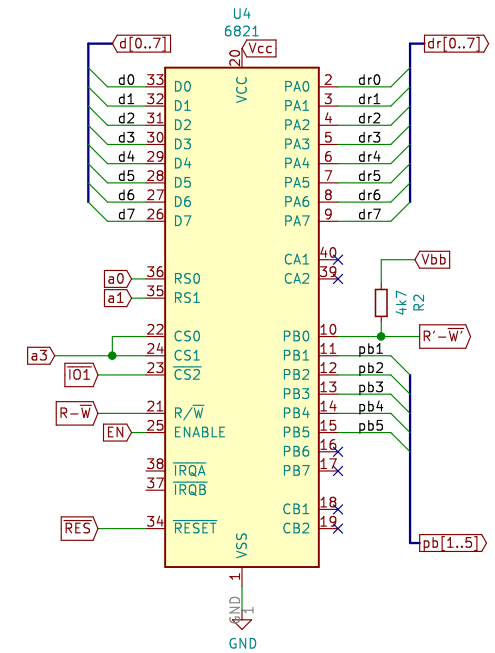 U4
6821
Vcc
20
VCC
d[0..7]
dr[0..7]
d0 33 D0 PA0 2 dr0
d1 32 D1 PA1 3 dr1
d2 31 D2 PA2 4 dr2
d3 30 D3 PA3 5 dr3
d4 29 D4 PA4 6 dr4
d5 28 D5 PA5 7 dr5
d6 27 D6 PA6 8 dr6
d7 26 D7 PA7 9 dr7
CA1 40
a0 36 RS0 CA2 39
a1 35 RS1
Vbb
4k7
R2
22 CS0 PB0 10 R'-W'
a3 24 CS1 PB1 11 pb1
IO1 23 CS2 PB2 12 pb2
PB3 13 pb3
R-W 21 R/W PB4 14 pb4
EN 25 ENABLE PB5 15 pb5
PB6 16
38 IRQA PB7 17
37 IRQB
CB1 18
RES 34 RESET CB2 19
pb[1..5]
VSS
1
GND
1
GND